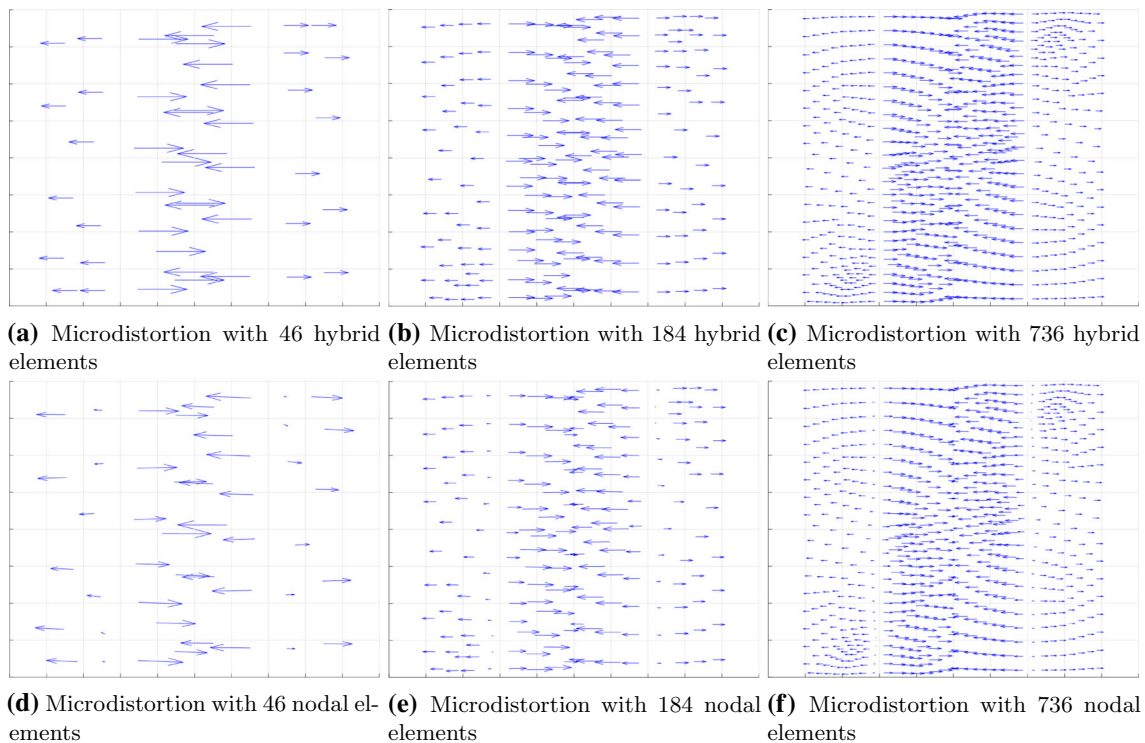 (a) Microdistortion with 46 hybrid
elements
(b) Microdistortion with 184 hybrid
elements
(c) Microdistortion with 736 hybrid
elements
(d) Microdistortion with 46 nodal el-
ements
(e) Microdistortion with 184 nodal
elements
(f) Microdistortion with 736 nodal
elements